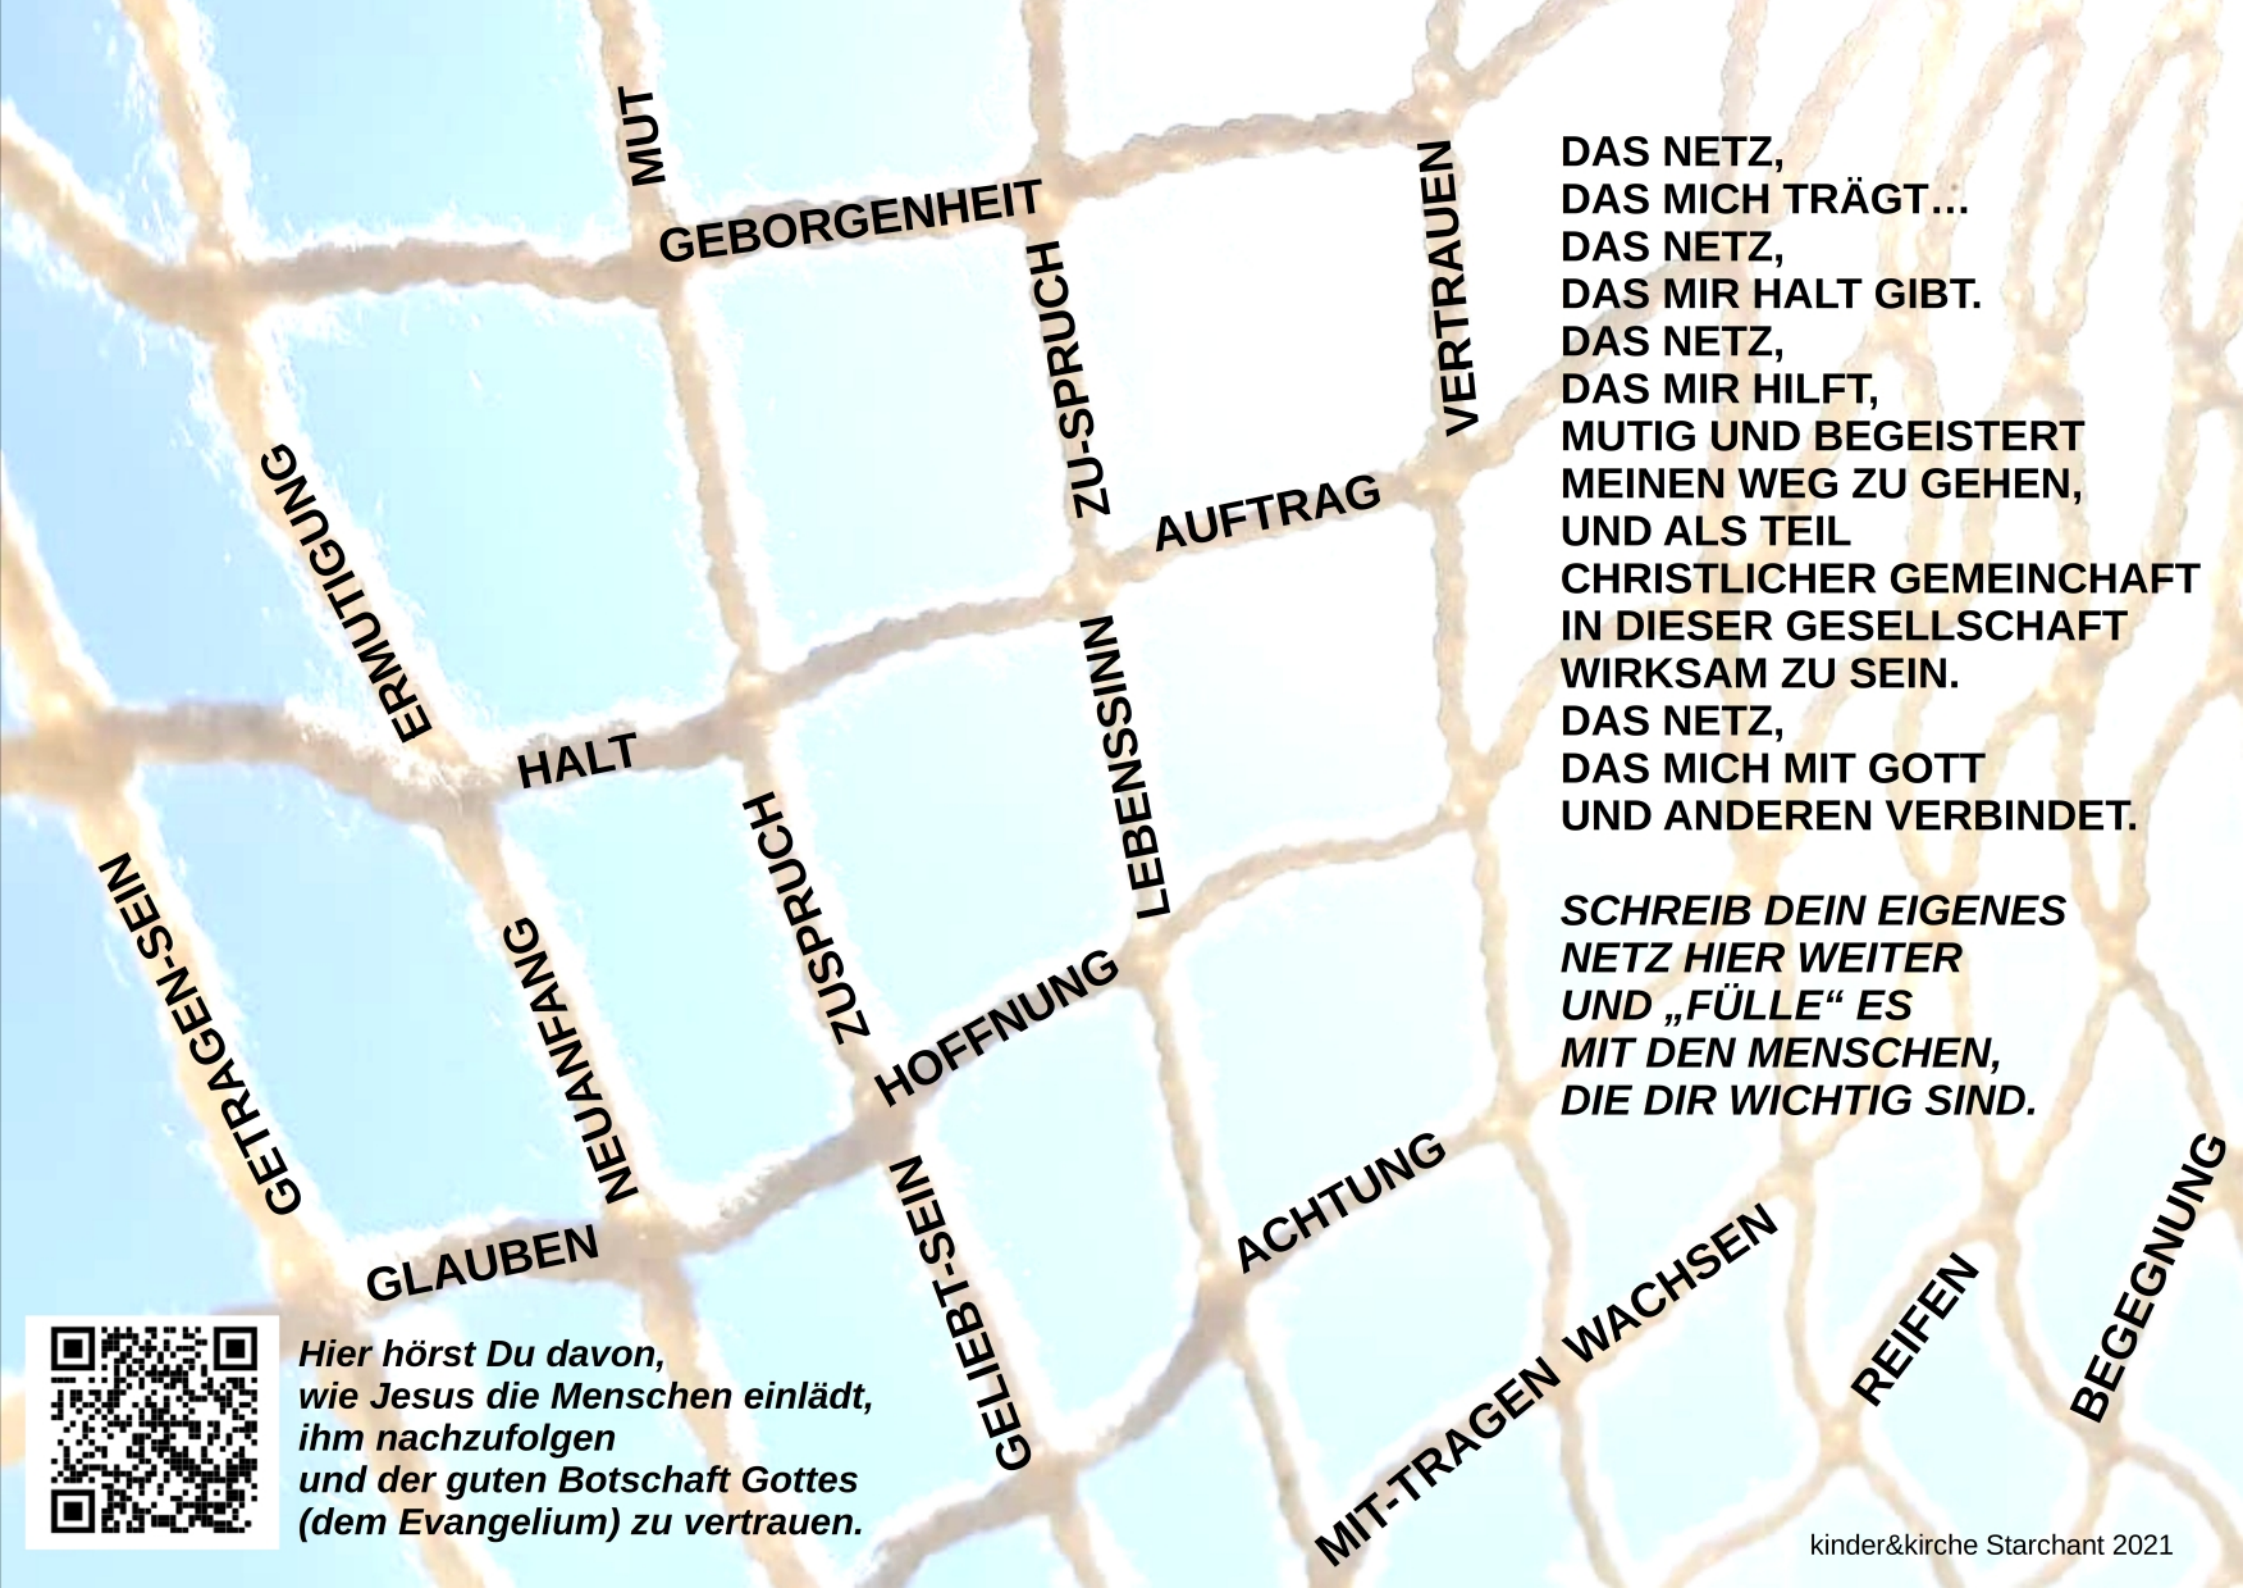 MUT
GEBORGENHEIT
ZU-SPRUCH
VERTRAUEN
ERMUTIGUNG
AUFTRAG
HALT
LEBENSSINN
ZUSPRUCH
GETRAGEN-SEIN
NEUANFANG
HOFFNUNG
GLAUBEN
GELIEBT-SEIN
ACHTUNG
MIT-TRAGEN
WACHSEN
REIFEN
BEGEGNUNG
DAS NETZ,
DAS MICH TRÄGT…
DAS NETZ,
DAS MIR HALT GIBT.
DAS NETZ,
DAS MIR HILFT,
MUTIG UND BEGEISTERT
MEINEN WEG ZU GEHEN,
UND ALS TEIL
CHRISTLICHER GEMEINCHAFT
IN DIESER GESELLSCHAFT
WIRKSAM ZU SEIN.
DAS NETZ,
DAS MICH MIT GOTT
UND ANDEREN VERBINDET.
SCHREIB DEIN EIGENES
NETZ HIER WEITER
UND „FÜLLE“ ES
MIT DEN MENSCHEN,
DIE DIR WICHTIG SIND.
Hier hörst Du davon,
wie Jesus die Menschen einlädt,
ihm nachzufolgen
und der guten Botschaft Gottes
(dem Evangelium) zu vertrauen.
kinder&kirche Starchant 2021